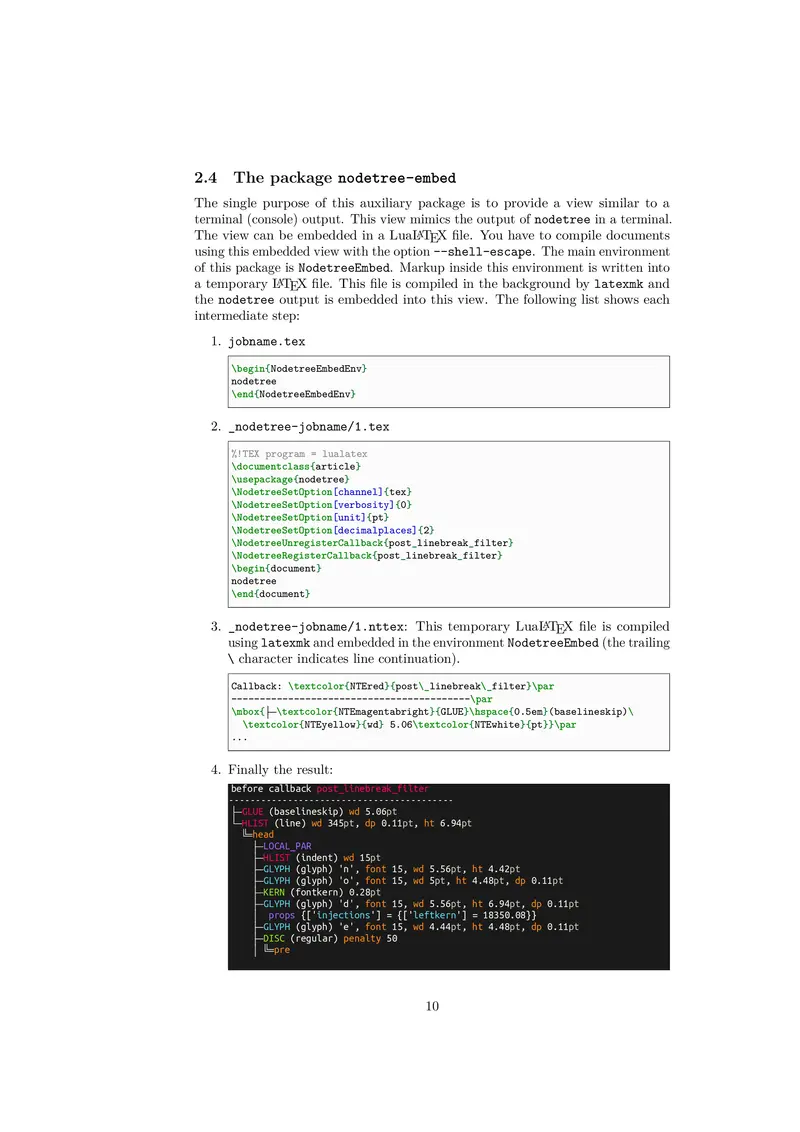 2.4 The package nodetree-embed
The single purpose of this auxiliary package is to provide a view similar to a
terminal (console) output. This view mimics the output of nodetree in a terminal.
The view can be embedded in a LuaLATEX file. You have to compile documents
using this embedded view with the option --shell-escape. The main environment
of this package is NodetreeEmbed. Markup inside this environment is written into
a temporary LATEX file. This file is compiled in the background by latexmk and
the nodetree output is embedded into this view. The following list shows each
intermediate step:
1. jobname.tex
\begin{NodetreeEmbedEnv}
nodetree
\end{NodetreeEmbedEnv}
2. _nodetree-jobname/1.tex
%!TEX program = lualatex
\documentclass{article}
\usepackage{nodetree}
\NodetreeSetOption[channel]{tex}
\NodetreeSetOption[verbosity]{0}
\NodetreeSetOption[unit]{pt}
\NodetreeSetOption[decimalplaces]{2}
\NodetreeUnregisterCallback{post_linebreak_filter}
\NodetreeRegisterCallback{post_linebreak_filter}
\begin{document}
nodetree
\end{document}
3. _nodetree-jobname/1.nttex: This temporary LuaLATEX file is compiled
using latexmk and embedded in the environment NodetreeEmbed (the trailing
\ character indicates line continuation).
Callback: \textcolor{NTEred}{post\_linebreak\_filter}\par
------------------------------------------\par
\mbox{├─\textcolor{NTEmagentabright}{GLUE}\hspace{0.5em}(baselineskip)\
  \textcolor{NTEyellow}{wd} 5.06\textcolor{NTEwhite}{pt}}\par
...
4. Finally the result:
before callback post_linebreak_filter
------------------------------------------
├─GLUE (baselineskip) wd 5.06pt
└─HLIST (line) wd 345pt, dp 0.11pt, ht 6.94pt
  ╚═head
    ├─LOCAL_PAR
    ├─HLIST (indent) wd 15pt
    ├─GLYPH (glyph) 'n', font 15, wd 5.56pt, ht 4.42pt
    ├─GLYPH (glyph) 'o', font 15, wd 5pt, ht 4.48pt, dp 0.11pt
    ├─KERN (fontkern) 0.28pt
    ├─GLYPH (glyph) 'd', font 15, wd 5.56pt, ht 6.94pt, dp 0.11pt
    │ props {['injections'] = {['leftkern'] = 18350.08}}
    ├─GLYPH (glyph) 'e', font 15, wd 4.44pt, ht 4.48pt, dp 0.11pt
    ├─DISC (regular) penalty 50
    │ ╚═pre
10